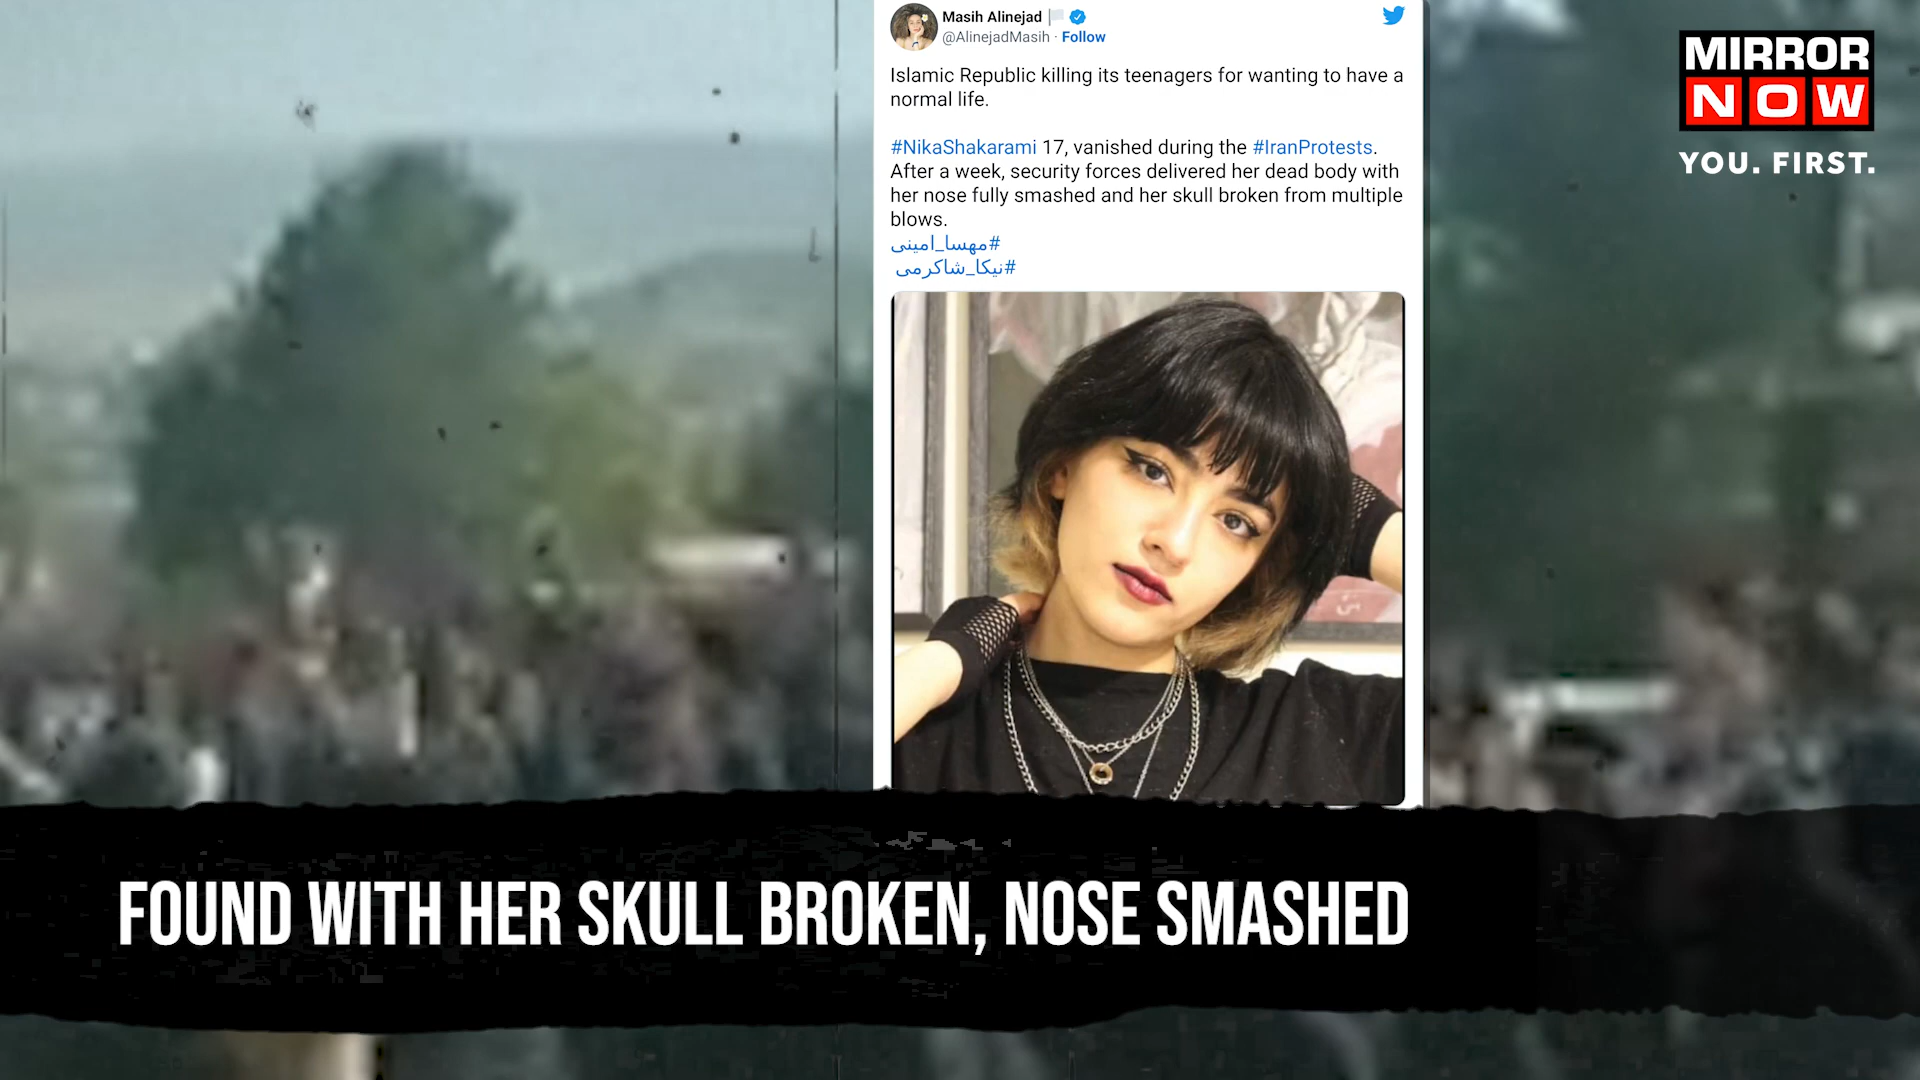 Masih Alinejad
@AlinejadMasih · Follow
Islamic Republic killing its teenagers for wanting to have a
normal life.
#NikaShakarami 17, vanished during the #IranProtests.
After a week, security forces delivered her dead body with
her nose fully smashed and her skull broken from multiple
blows.
#مهسا_امینی
#نیکا_شاکرمی
MIRROR
NOW
YOU. FIRST.
FOUND WITH HER SKULL BROKEN, NOSE SMASHED